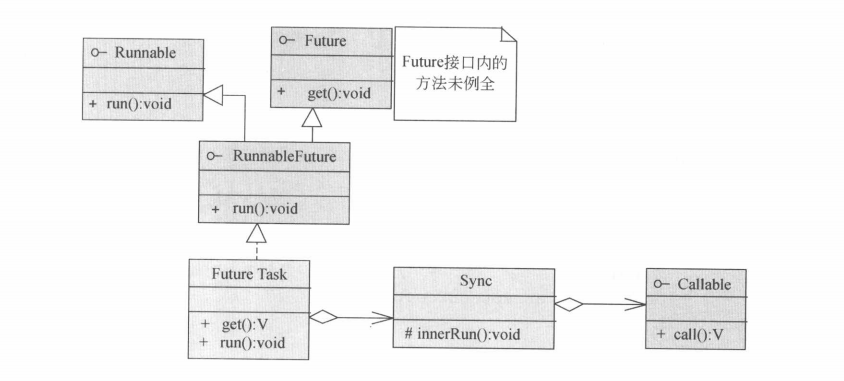 Runnable
+ run():void
Future
+ get():void
Future接口内的
方法未例全
RunnableFuture
+ run():void
Future Task
+ get():V
+ run():void
Sync
# innerRun():void
Callable
+ call():V